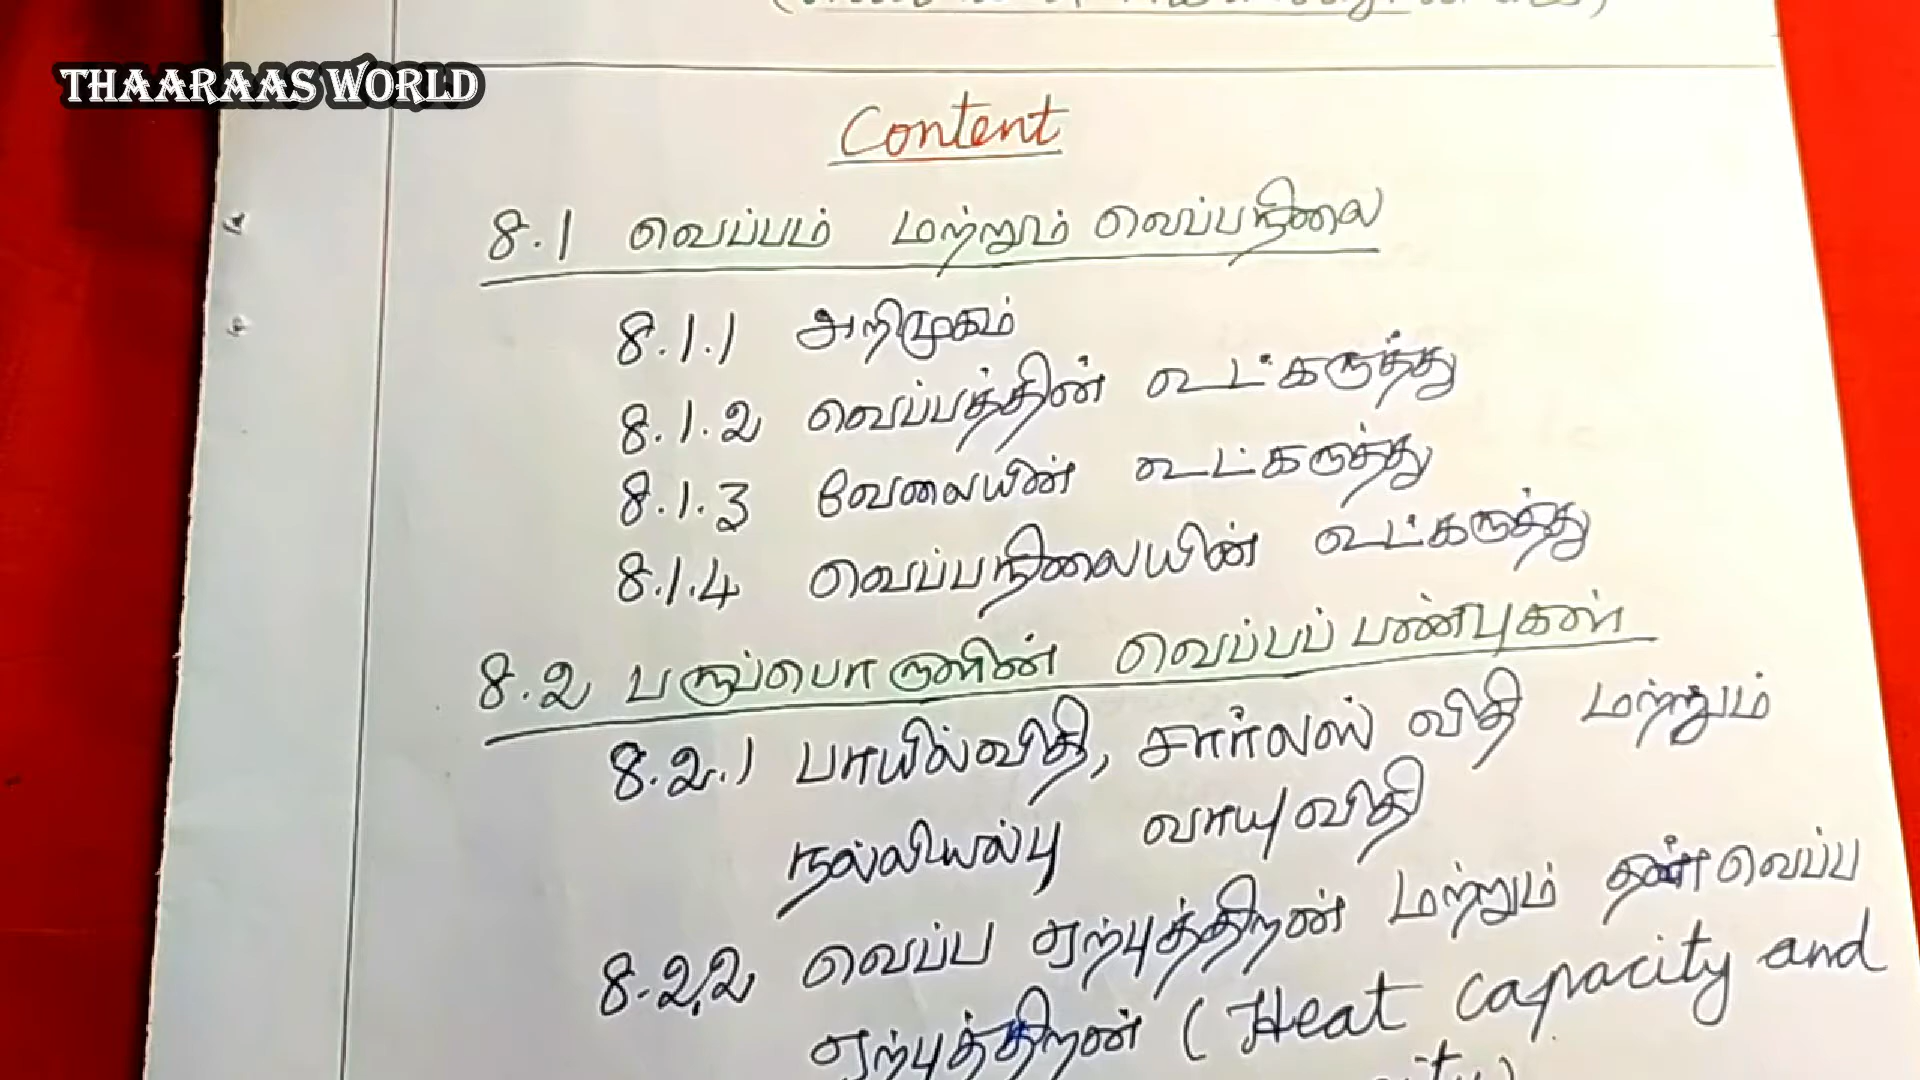 THAARAAS WORLD
Content
8.1 வெப்பம் மற்றும் வெப்பநிலை
8.1.1 அறிமுகம்
8.1.2 வெப்பத்தின் உட்கருத்து
8.1.3 வேலையின் உட்கருத்து
8.1.4 வெப்பநிலையின் உட்கருத்து
8.2 பருப்பொருளின் வெப்பப் பண்புகள்
8.2.1 பாயில்விதி, சார்லஸ் விதி மற்றும்
நல்லியல்பு வாயுவிதி
8.2.2 வெப்ப ஏற்புத்திறன் மற்றும் தன்வெப்ப
ஏற்புத்திறன் (Heat capacity and